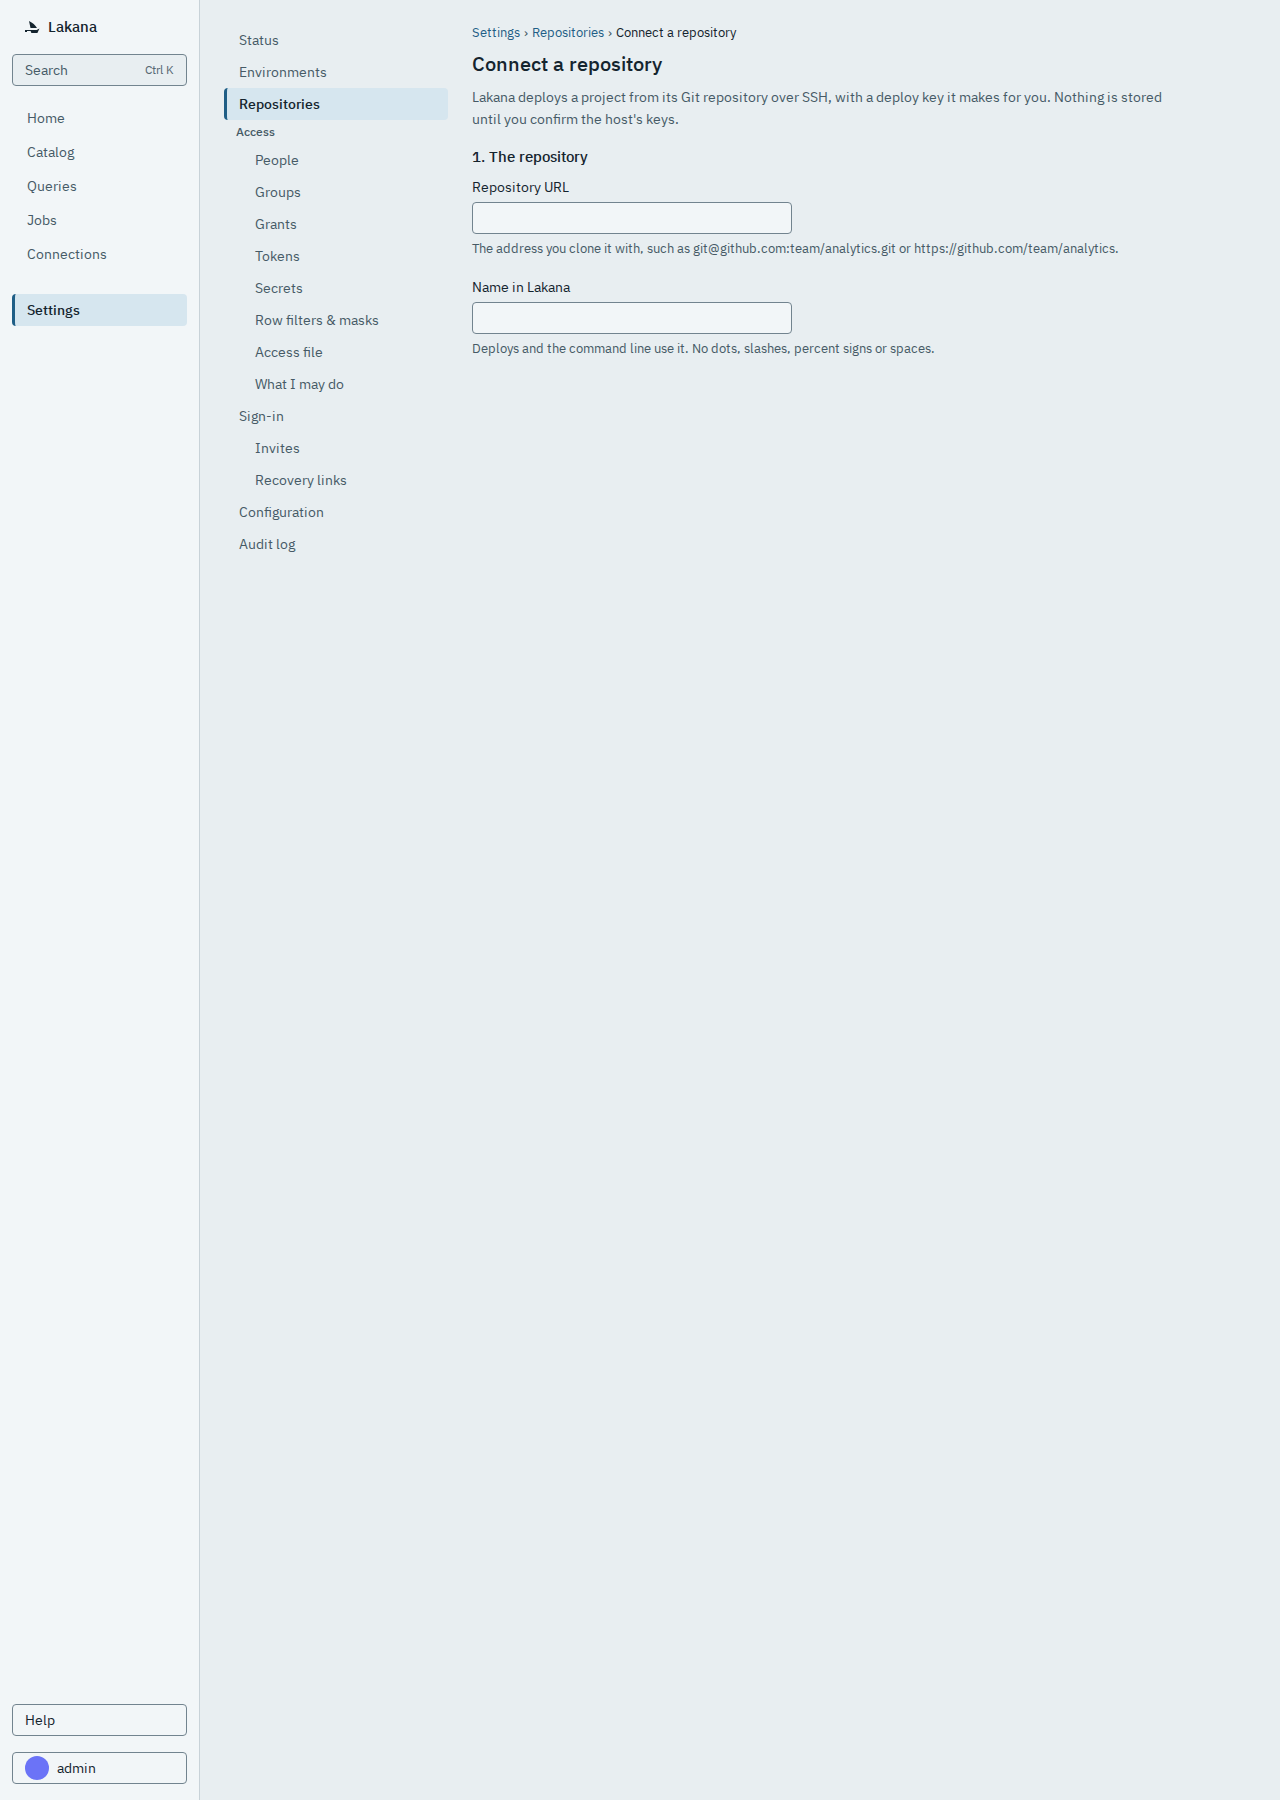 Lakana
Search Ctrl K
Home
Catalog
Queries
Jobs
Connections
Settings
Help
admin
Status
Environments
Repositories
Access
People
Groups
Grants
Tokens
Secrets
Row filters & masks
Access file
What I may do
Sign-in
Invites
Recovery links
Configuration
Audit log
Settings › Repositories › Connect a repository
Connect a repository
Lakana deploys a project from its Git repository over SSH, with a deploy key it makes for you. Nothing is stored
until you confirm the host's keys.
1. The repository
Repository URL
The address you clone it with, such as git@github.com:team/analytics.git or https://github.com/team/analytics.
Name in Lakana
Deploys and the command line use it. No dots, slashes, percent signs or spaces.